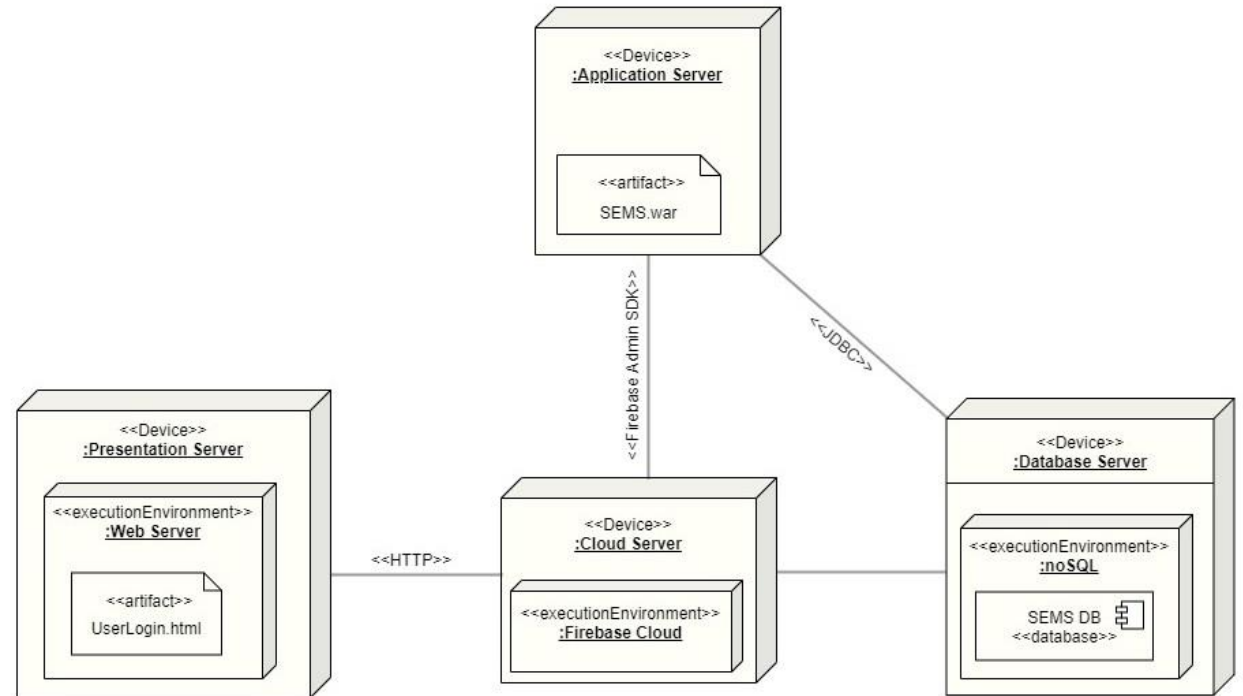 <<Device>>
:Application Server
<<artifact>>
SEMS.war
<<Firebase Admin SDK>>
<<JDBC>>
<<Device>>
:Presentation Server
<<executionEnvironment>>
:Web Server
<<artifact>>
UserLogin.html
<<HTTP>>
<<Device>>
:Cloud Server
<<executionEnvironment>>
:Firebase Cloud
<<Device>>
:Database Server
<<executionEnvironment>>
:noSQL
SEMS DB
<<database>>